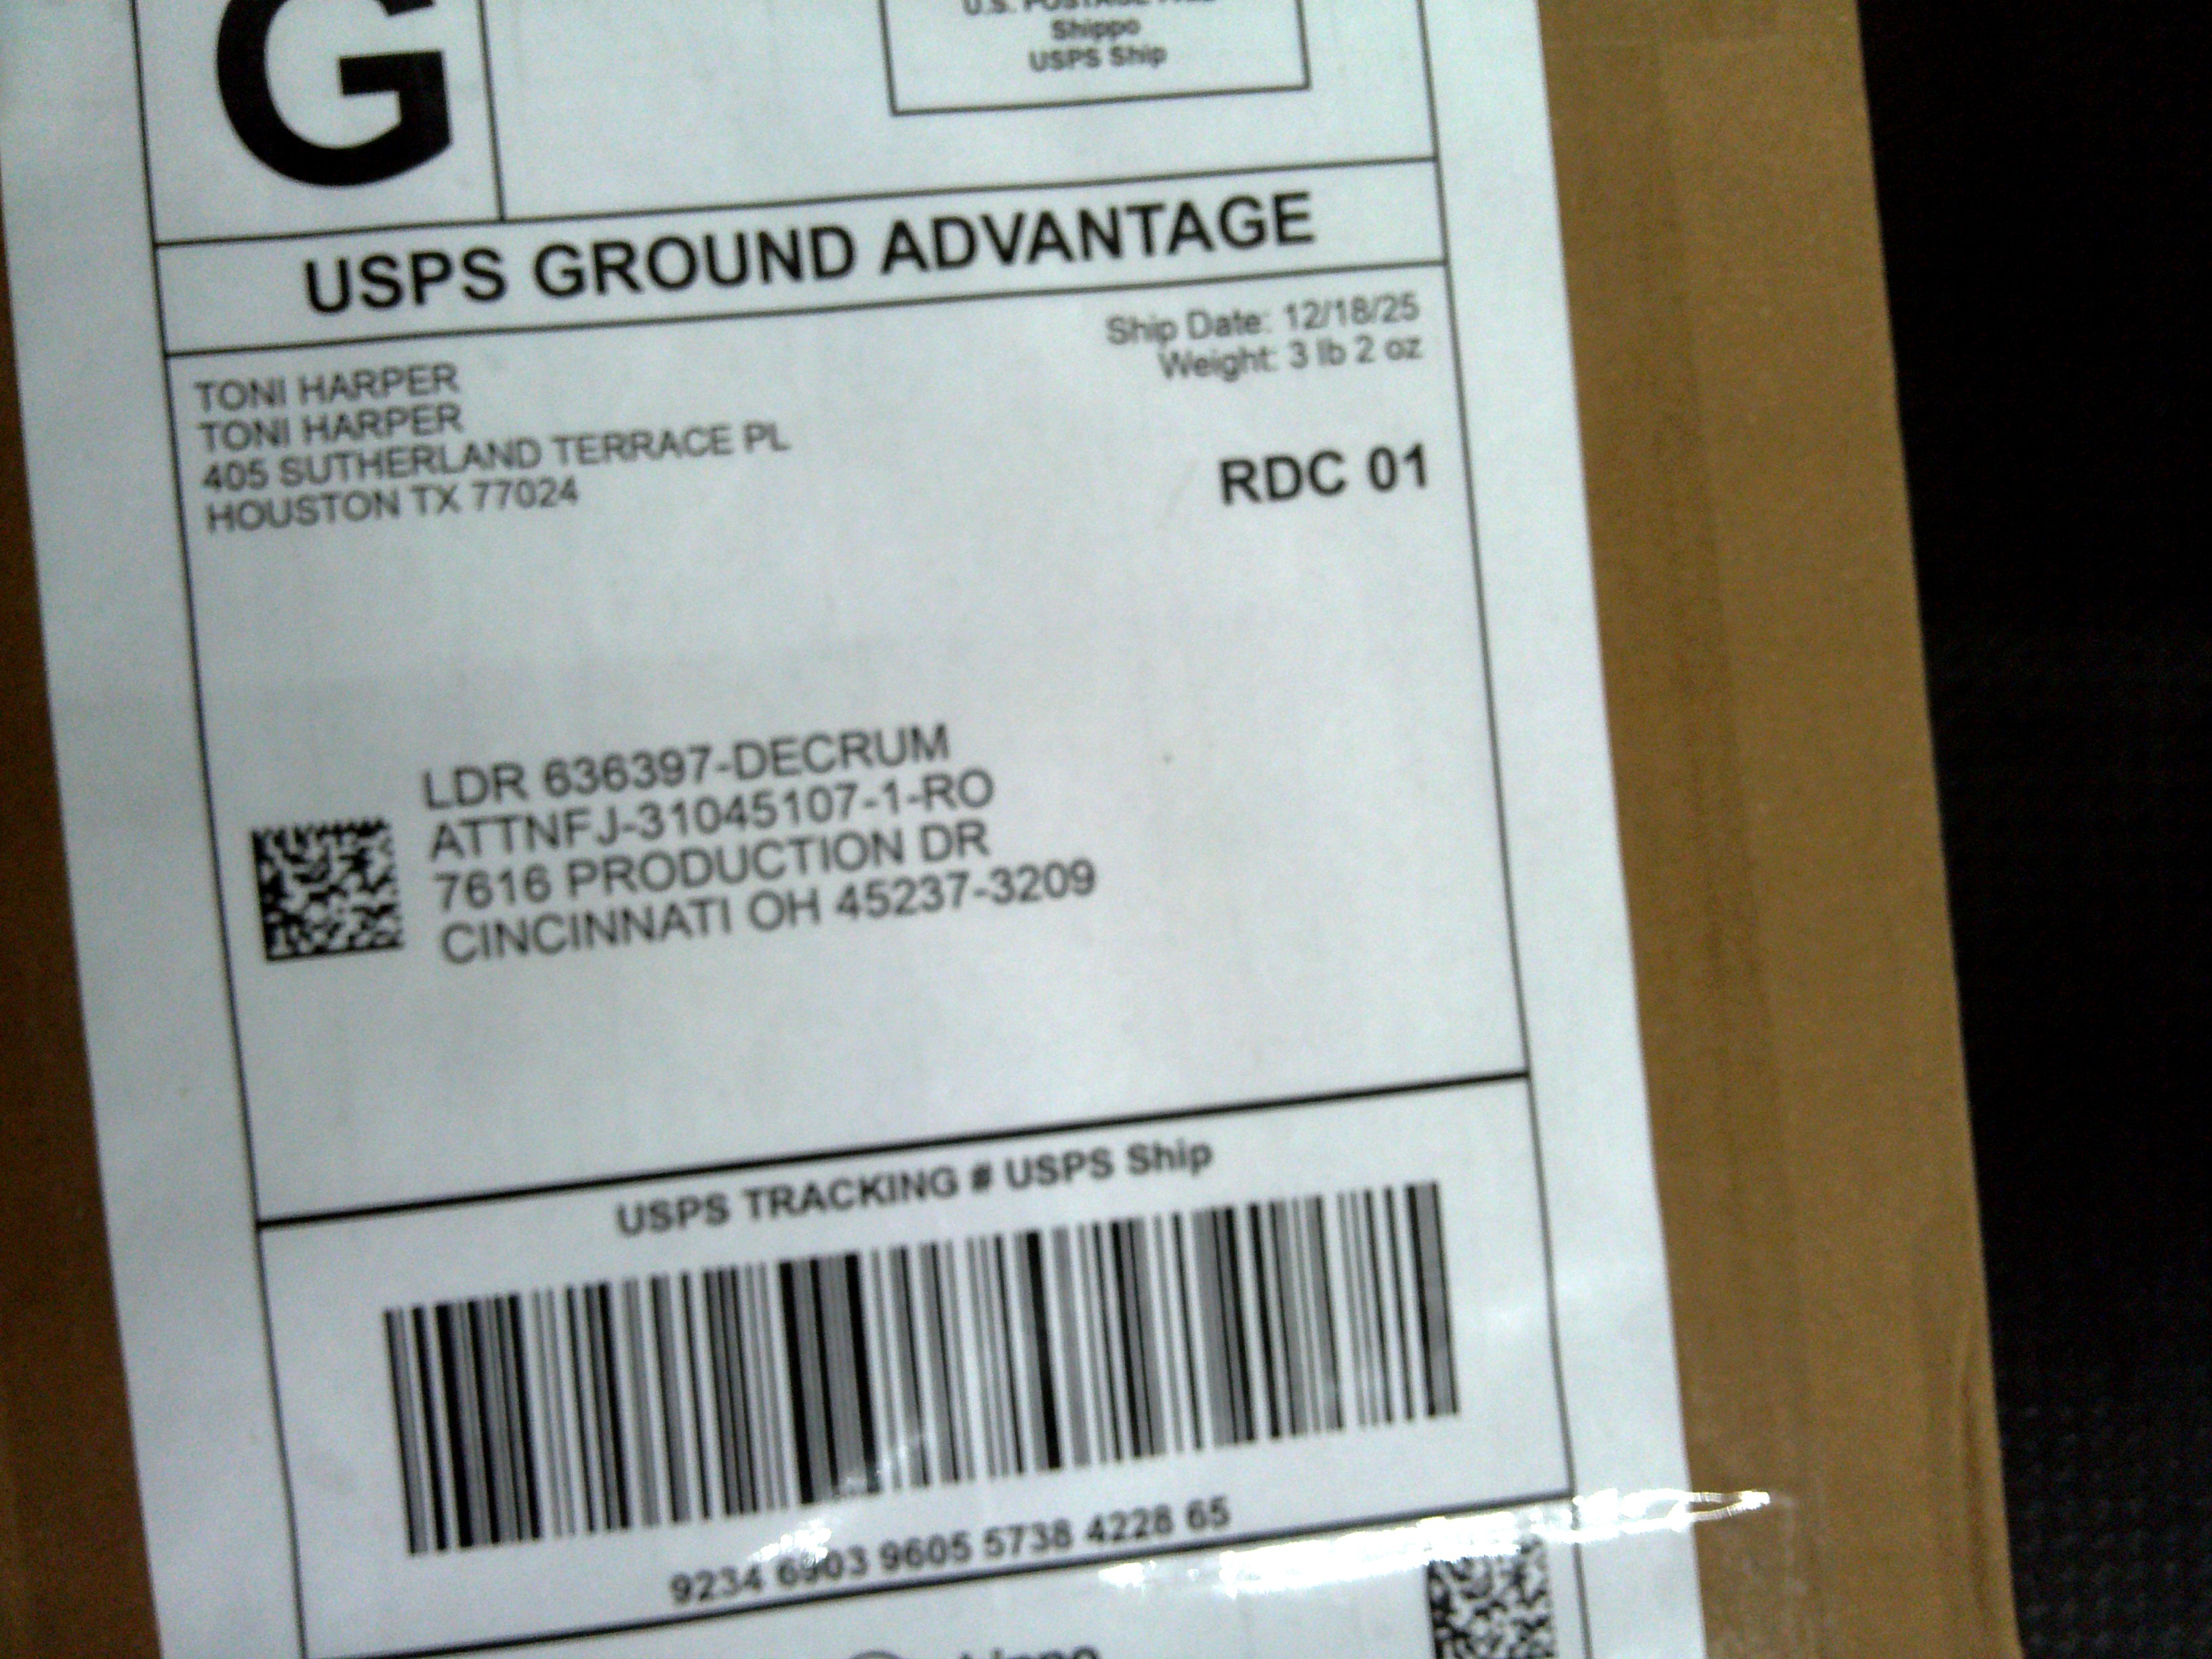 G
Shippo
USPS Ship
USPS GROUND ADVANTAGE
Ship Date: 12/18/25
Weight: 3 lb 2 oz
TONI HARPER
TONI HARPER
405 SUTHERLAND TERRACE PL
HOUSTON TX 77024
RDC 01
LDR 636397-DECRUM
ATTNFJ-31045107-1-RO
7616 PRODUCTION DR
CINCINNATI OH 45237-3209
USPS TRACKING # USPS Ship
9234 6903 9605 5738 4228 65